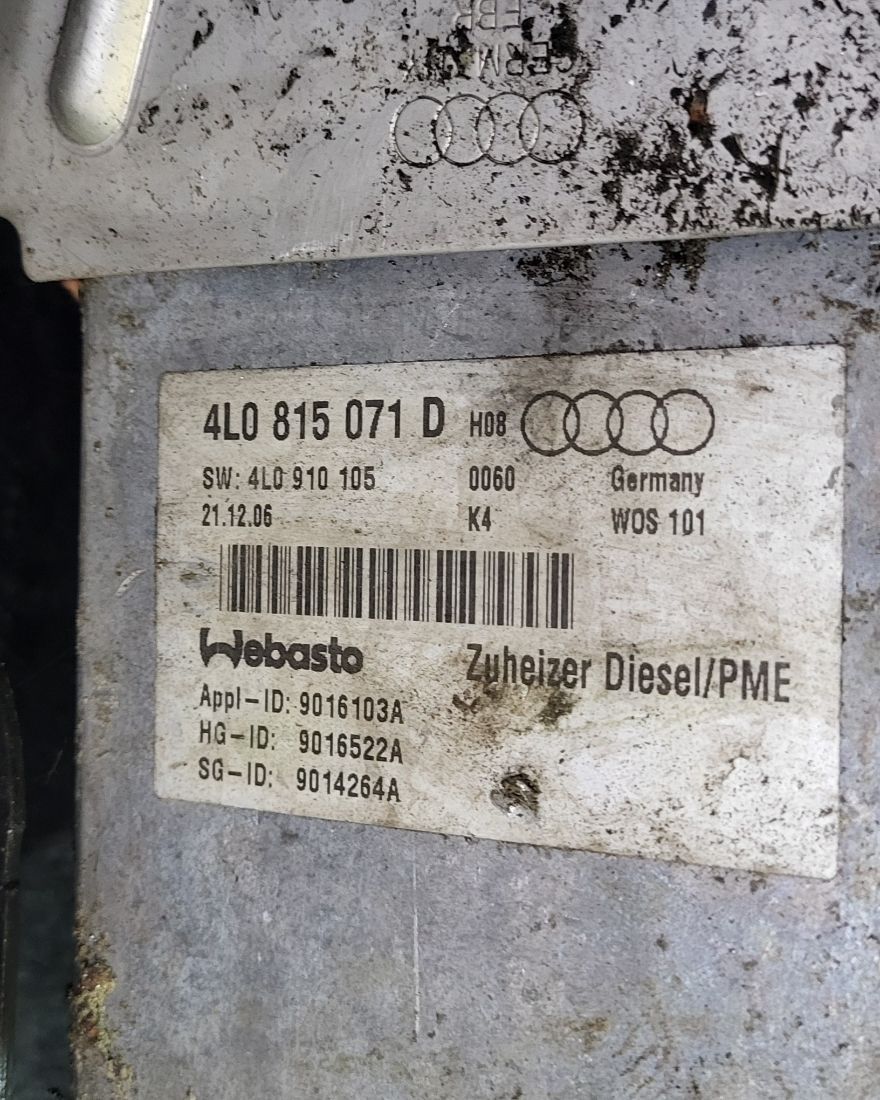 4L0 815 071 D H08
SW: 4L0 910 105 0060 Germany
21.12.06 K4 WOS 101
Webasto Zuheizer Diesel/PME
Appl-ID: 9016103A
HG-ID: 9016522A
SG-ID: 9014264A